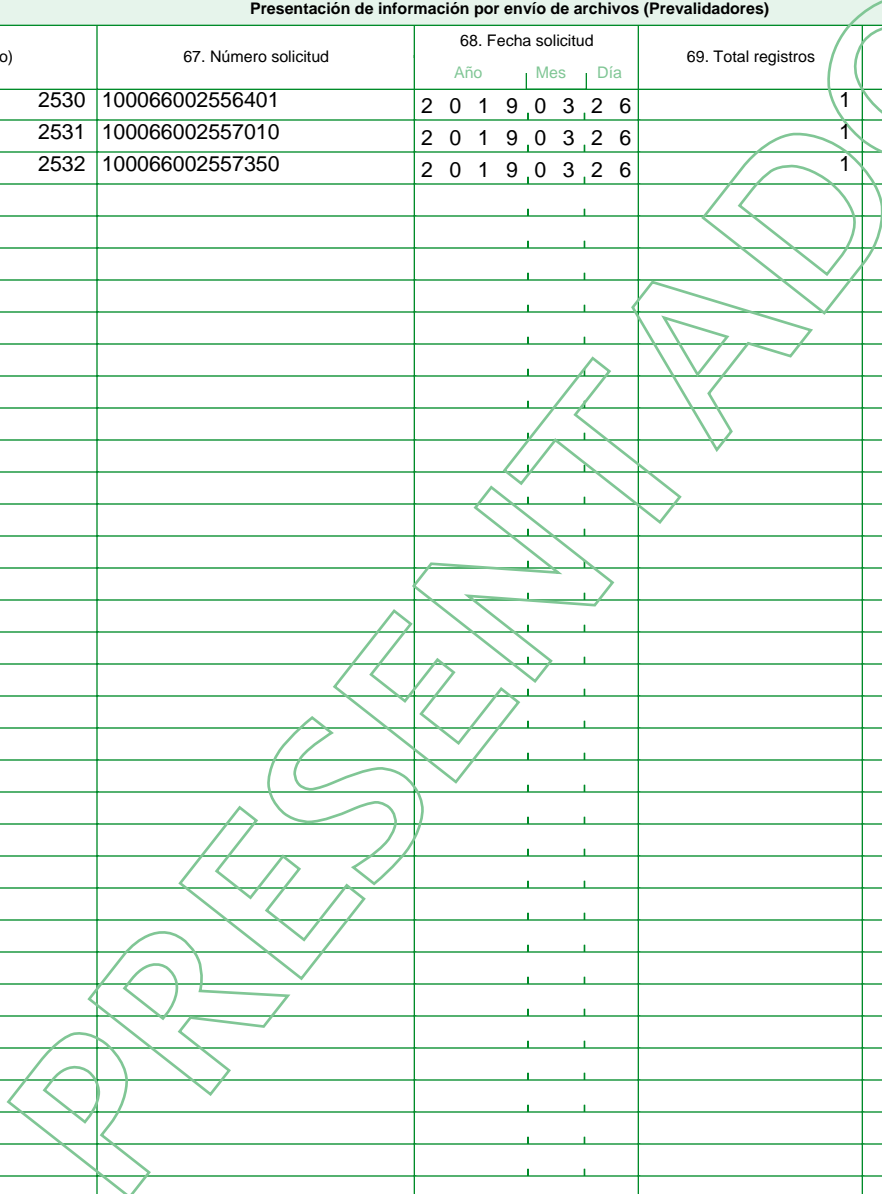 Presentación de información por envío de archivos (Prevalidadores)
o) 67. Número solicitud 68. Fecha solicitud 69. Total registros
Año Mes Día
2530 100066002556401 2 0 1 9 0 3 2 6 1
2531 100066002557010 2 0 1 9 0 3 2 6 1
2532 100066002557350 2 0 1 9 0 3 2 6 1
PRESENTADO